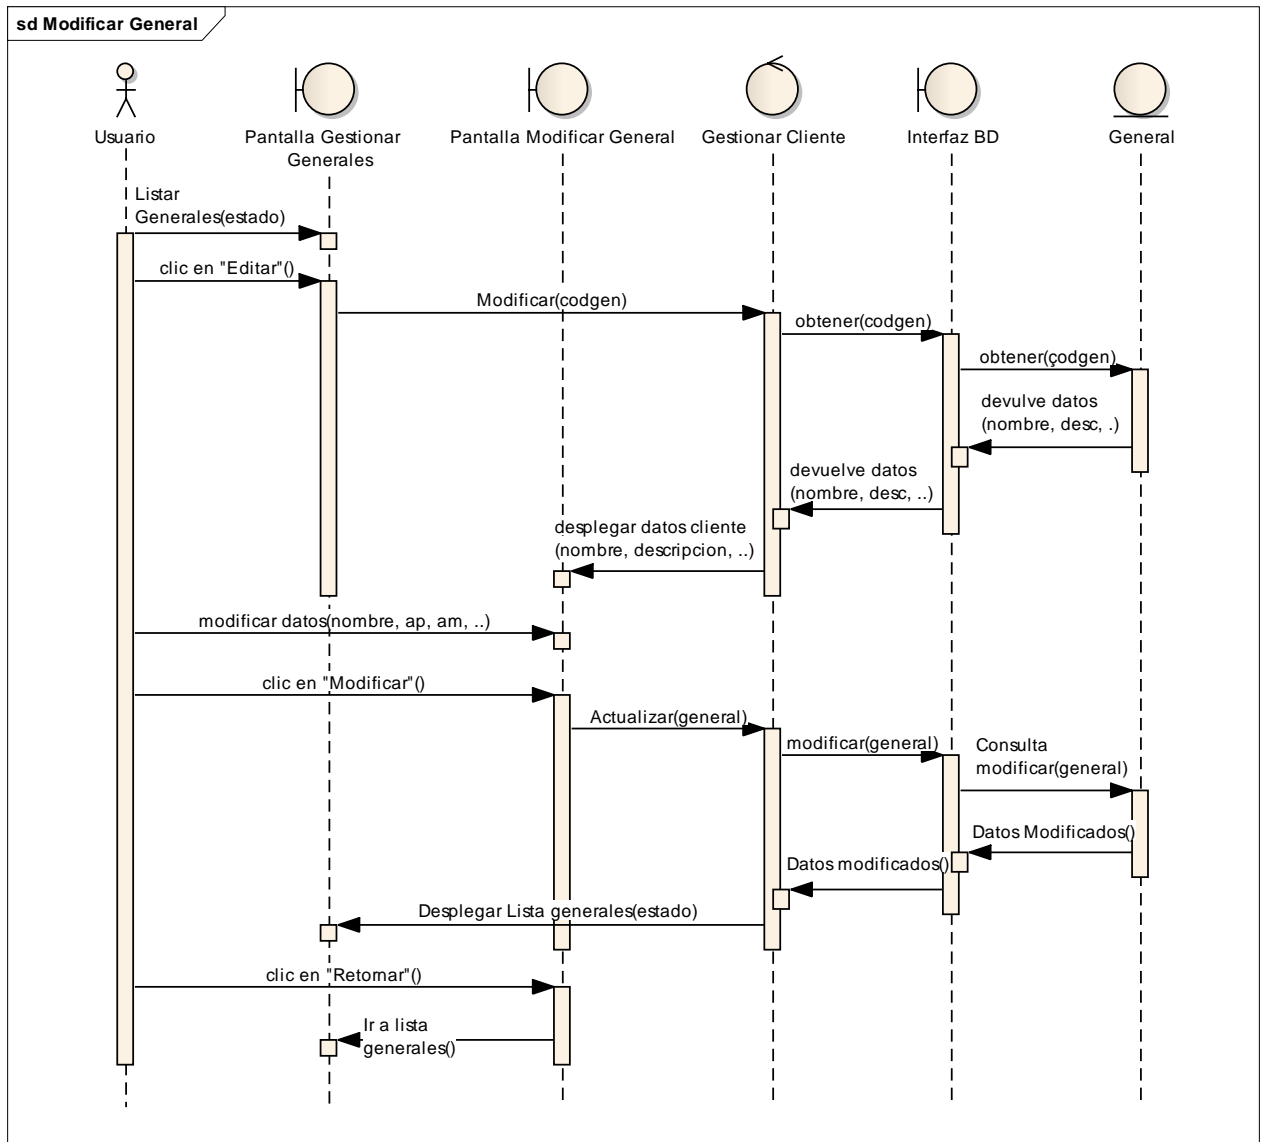 sd Modificar General
Usuario
Pantalla Gestionar
Generales
Pantalla Modificar General
Gestionar Cliente
Interfaz BD
General
Listar
Generales(estado)
clic en "Editar"()
Modificar(codgen)
obtener(codgen)
obtener(çodgen)
devulve datos
(nombre, desc, .)
devuelve datos
(nombre, desc, ..)
desplegar datos cliente
(nombre, descripcion, ..)
modificar datos(nombre, ap, am, ..)
clic en "Modificar"()
Actualizar(general)
modificar(general)
Consulta
modificar(general)
Datos Modificados()
Datos modificados()
Desplegar Lista generales(estado)
clic en "Retornar"()
Ir a lista
generales()